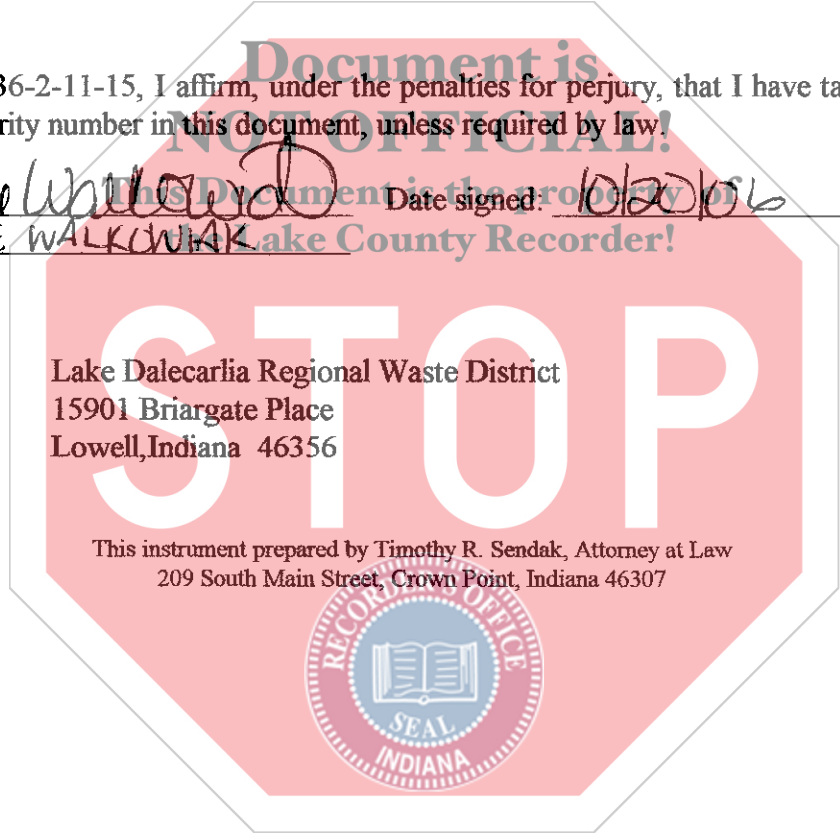 Document is
36-2-11-15, I affirm, under the penalties for perjury, that I have ta
NOT OFFICIAL!
rity number in this document, unless required by law.
This Document is the property of
Walkowiak Date signed: 10/20/06
the Lake County Recorder!
E WALKOWIAK
STOP
Lake Dalecarlia Regional Waste District
15901 Briargate Place
Lowell,Indiana 46356
This instrument prepared by Timothy R. Sendak, Attorney at Law
209 South Main Street, Crown Point, Indiana 46307
RECORDER'S OFFICE
SEAL
INDIANA